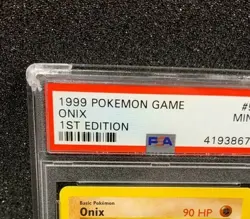 1999 POKEMON GAME
ONIX
MIN
1ST EDITION
PSA
4193867
Basic Pokémon
Onix
90 HP